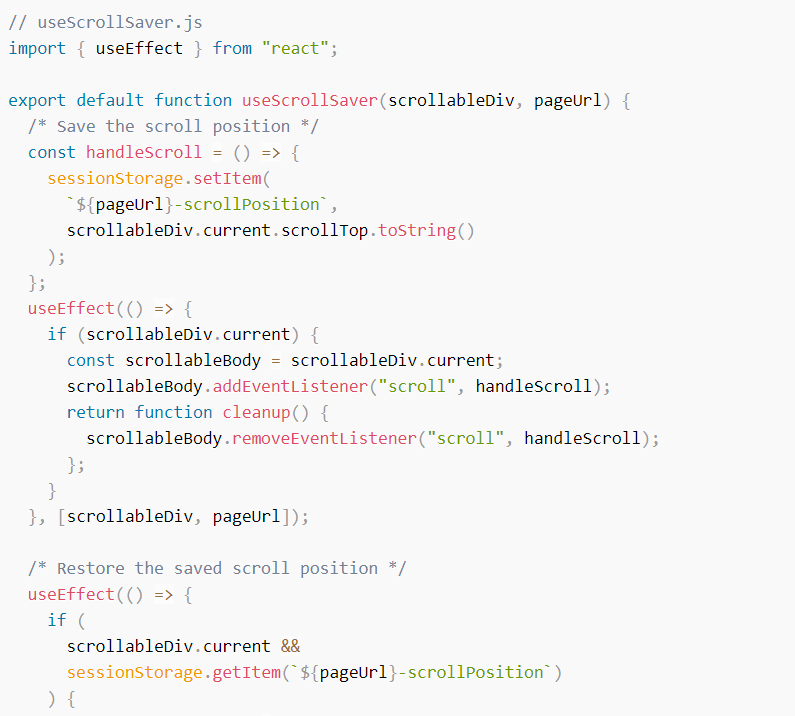 // useScrollSaver.js
import { useEffect } from "react";

export default function useScrollSaver(scrollableDiv, pageUrl) {
  /* Save the scroll position */
  const handleScroll = () => {
    sessionStorage.setItem(
      `${pageUrl}-scrollPosition`,
      scrollableDiv.current.scrollTop.toString()
    );
  };
  useEffect(() => {
    if (scrollableDiv.current) {
      const scrollableBody = scrollableDiv.current;
      scrollableBody.addEventListener("scroll", handleScroll);
      return function cleanup() {
        scrollableBody.removeEventListener("scroll", handleScroll);
      };
    }
  }, [scrollableDiv, pageUrl]);

  /* Restore the saved scroll position */
  useEffect(() => {
    if (
      scrollableDiv.current &&
      sessionStorage.getItem(`${pageUrl}-scrollPosition`)
    ) {